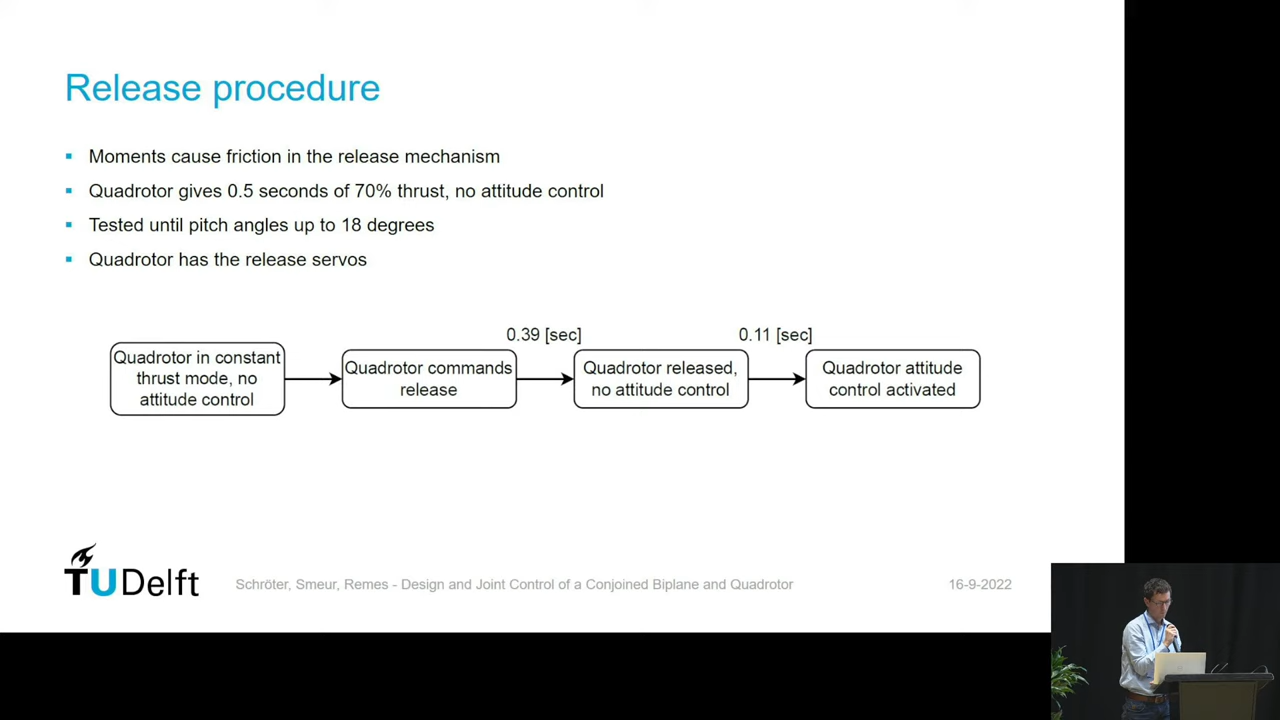 Release procedure
Moments cause friction in the release mechanism
Quadrotor gives 0.5 seconds of 70% thrust, no attitude control
Tested until pitch angles up to 18 degrees
Quadrotor has the release servos
0.39 [sec]
0.11 [sec]
Quadrotor in constant
thrust mode, no
attitude control
Quadrotor commands
release
Quadrotor released,
no attitude control
Quadrotor attitude
control activated
TUDelft
Schröter, Smeur, Remes - Design and Joint Control of a Conjoined Biplane and Quadrotor
16-9-2022